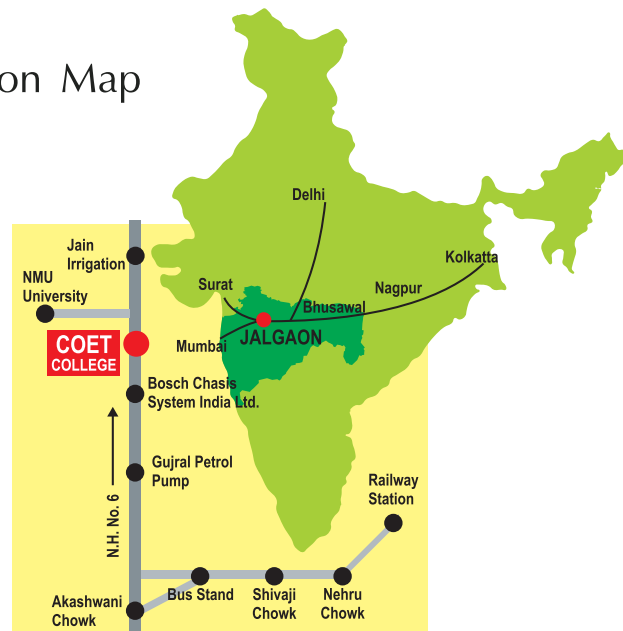 on Map
Delhi
Jain
Irrigation
NMU
University
Surat
Kolkatta
Nagpur
Bhusawal
JALGAON
Mumbai
COET
COLLEGE
Bosch Chasis
System India Ltd.
Gujral Petrol
Pump
N.H. No. 6
Railway
Station
Akashwani
Chowk
Bus Stand
Shivaji
Chowk
Nehru
Chowk